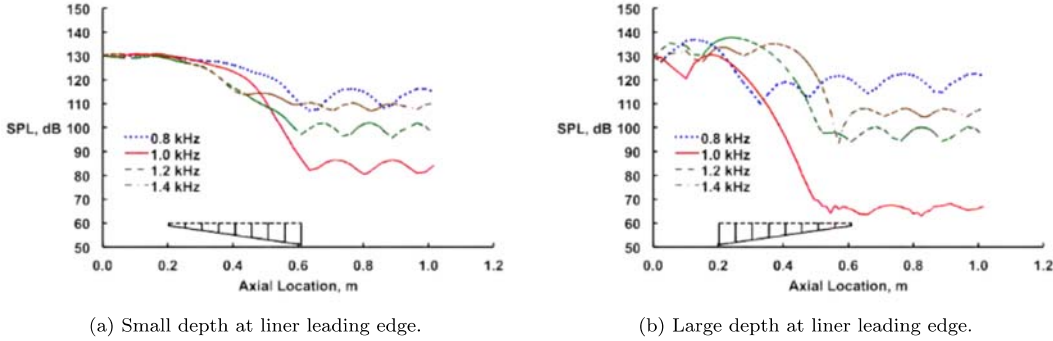 150
140
130
120
110
SPL, dB 100
90
80
70
60
50
0.8 kHz
1.0 kHz
1.2 kHz
1.4 kHz
0.0 0.2 0.4 0.6 0.8 1.0 1.2
Axial Location, m
(a) Small depth at liner leading edge.
150
140
130
120
110
SPL, dB 100
90
80
70
60
50
0.8 kHz
1.0 kHz
1.2 kHz
1.4 kHz
0.0 0.2 0.4 0.6 0.8 1.0 1.2
Axial Location, m
(b) Large depth at liner leading edge.